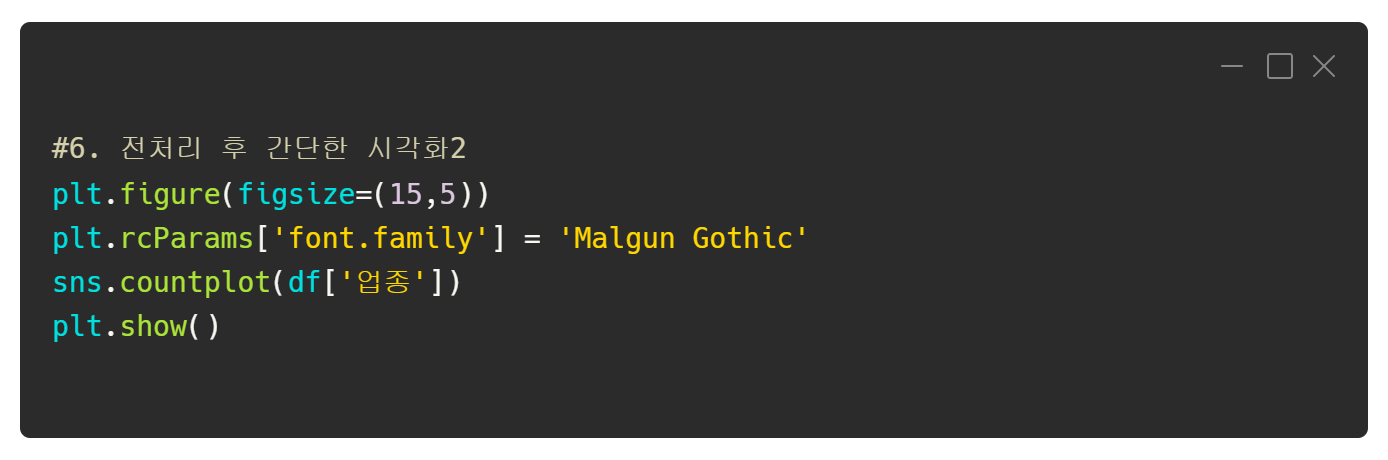 #6. 전처리 후 간단한 시각화2
plt.figure(figsize=(15,5))
plt.rcParams['font.family'] = 'Malgun Gothic'
sns.countplot(df['업종'])
plt.show()